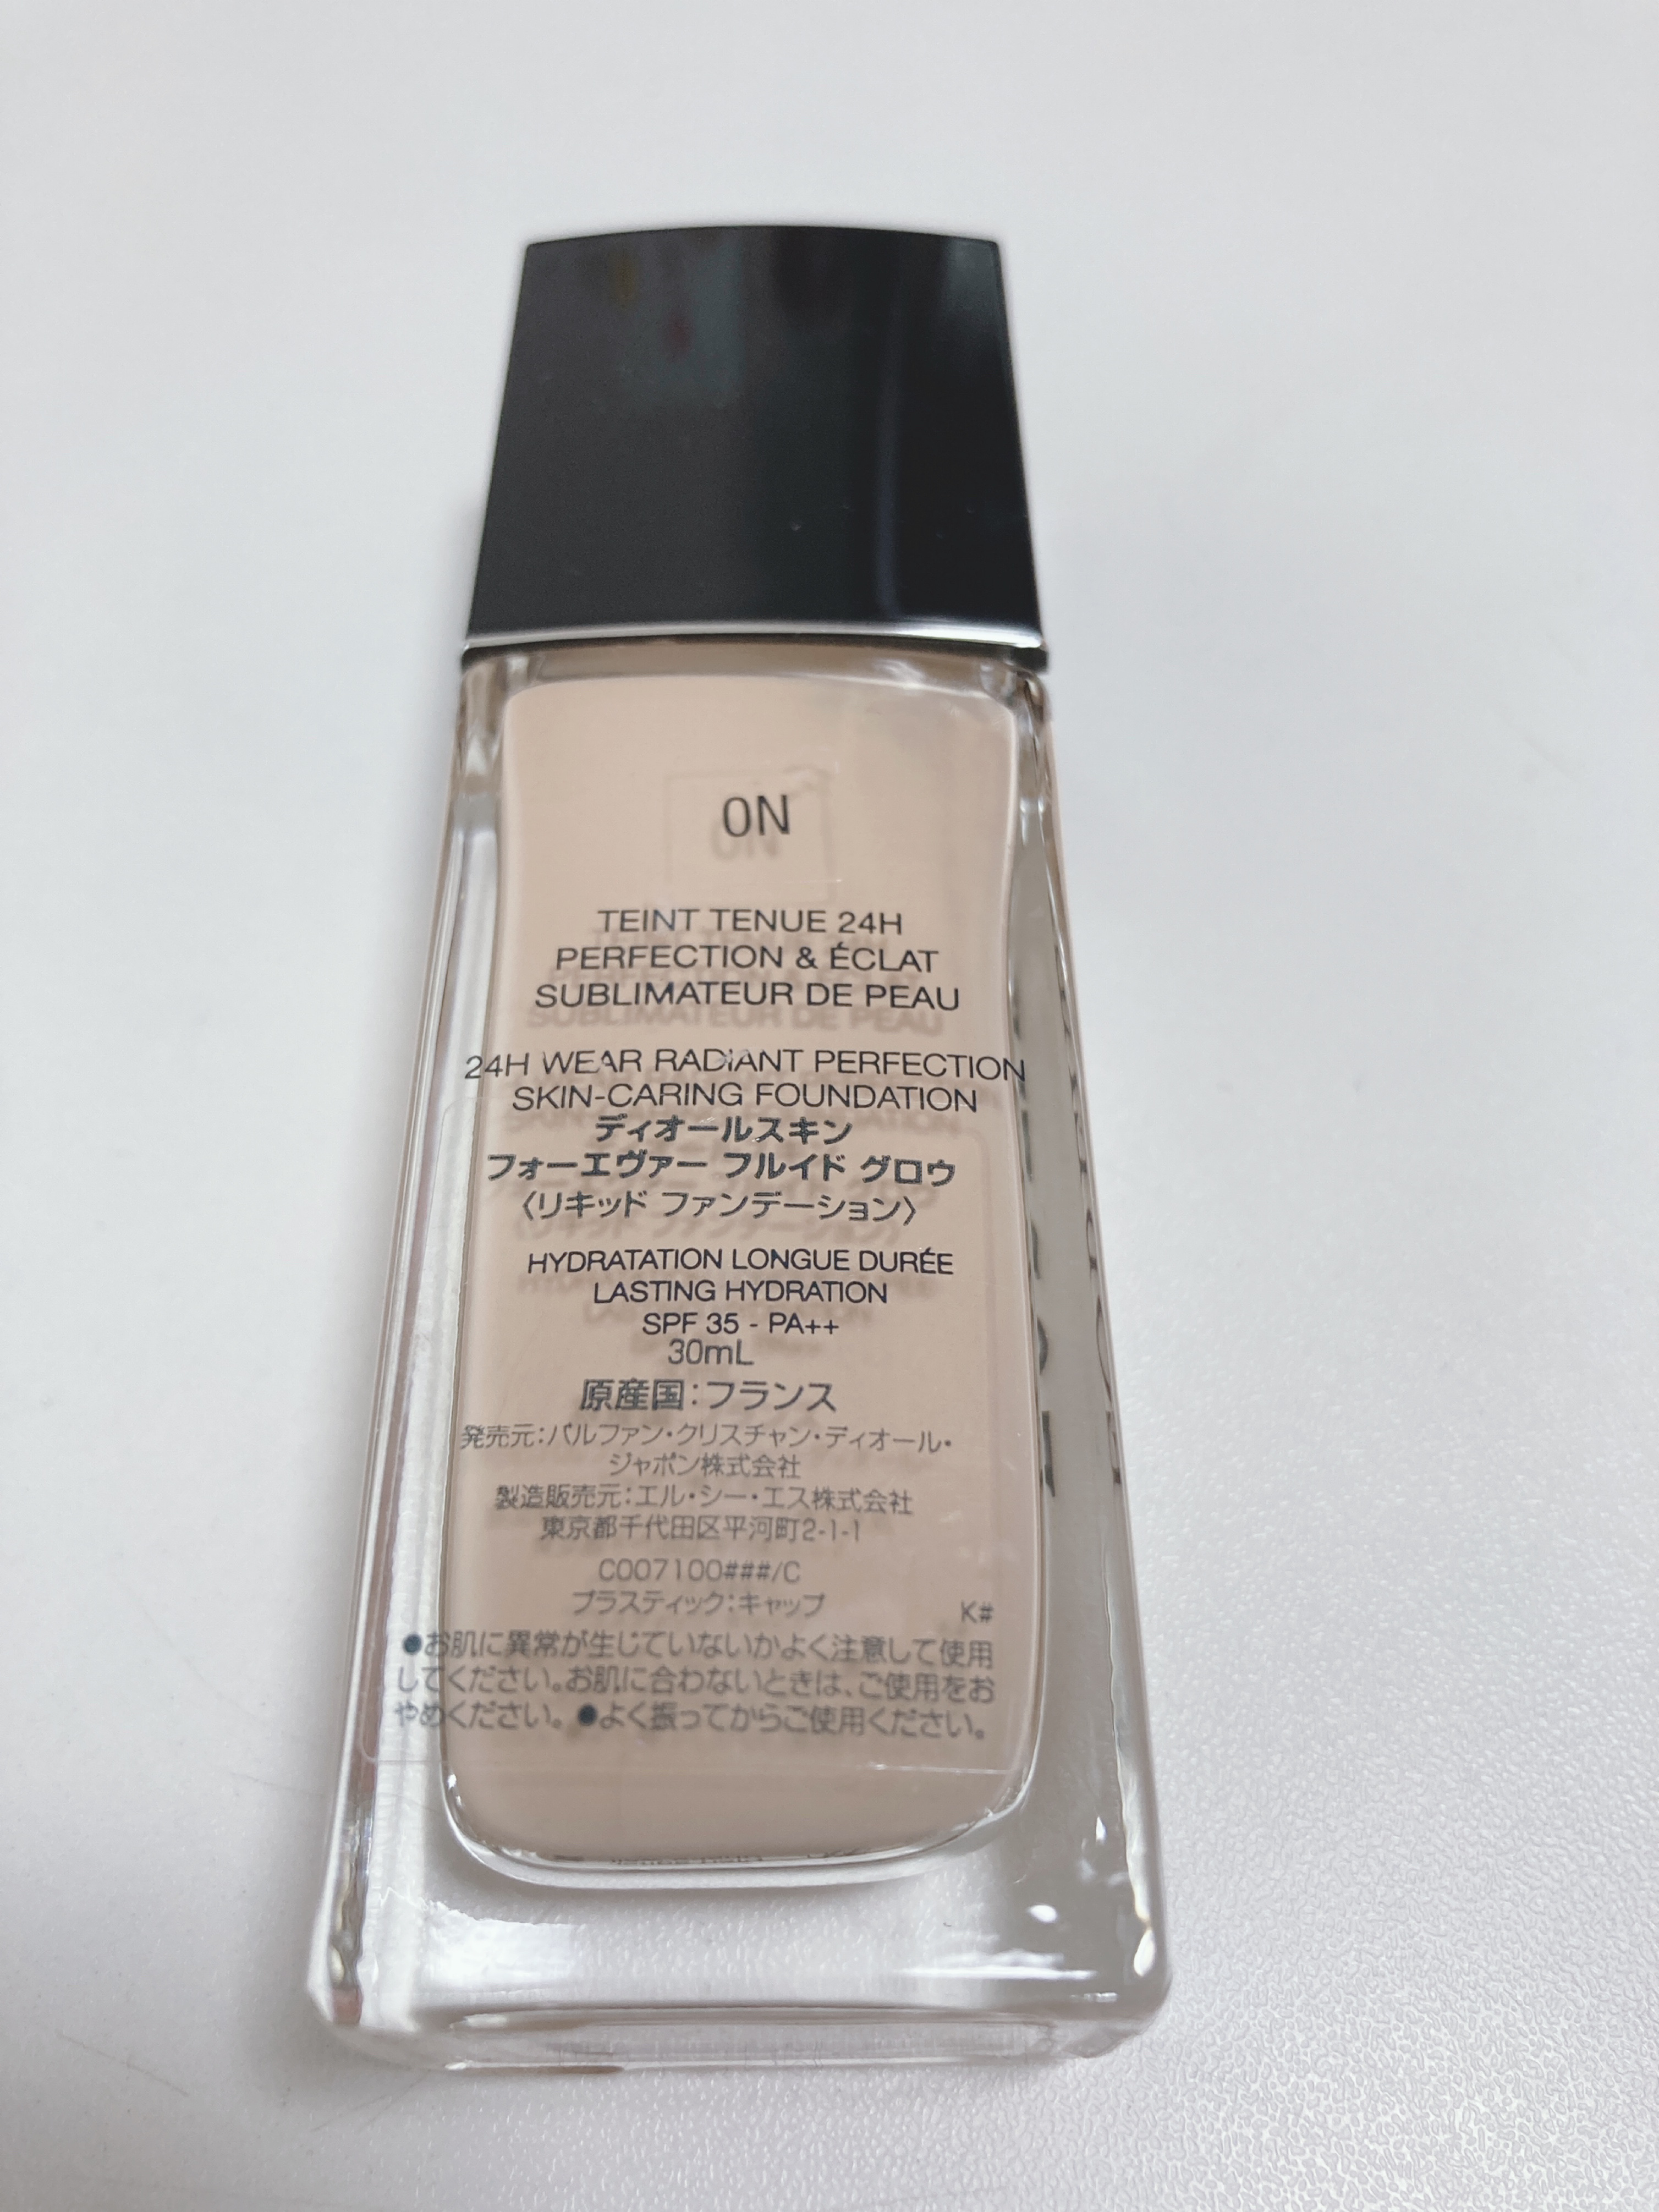 0N
TEINT TENUE 24H
PERFECTION & ÉCLAT
SUBLIMATEUR DE PEAU
24H WEAR RADIANT PERFECTION
SKIN-CARING FOUNDATION
ディオールスキン
フォーエヴァー フルイド グロウ
〈リキッド ファンデーション〉
HYDRATATION LONGUE DURÉE
LASTING HYDRATION
SPF 35 - PA++
30mL
原産国：フランス
発売元：パルファン・クリスチャン・ディオール・
ジャポン株式会社
製造販売元：エル・シー・エス株式会社
東京都千代田区平河町2-1-1
C007100###/C
プラスティック：キャップ
K#
●お肌に異常が生じていないかよく注意して使用
してください。お肌に合わないときは、ご使用をお
やめください。●よく振ってからご使用ください。